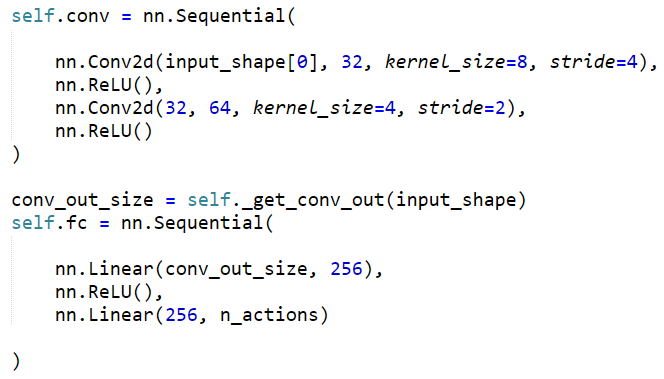 self.conv = nn.Sequential(
nn.Conv2d(input_shape[0], 32, kernel_size=8, stride=4),
nn.ReLU(),
nn.Conv2d(32, 64, kernel_size=4, stride=2),
nn.ReLU()
)
conv_out_size = self._get_conv_out(input_shape)
self.fc = nn.Sequential(
nn.Linear(conv_out_size, 256),
nn.ReLU(),
nn.Linear(256, n_actions)
)